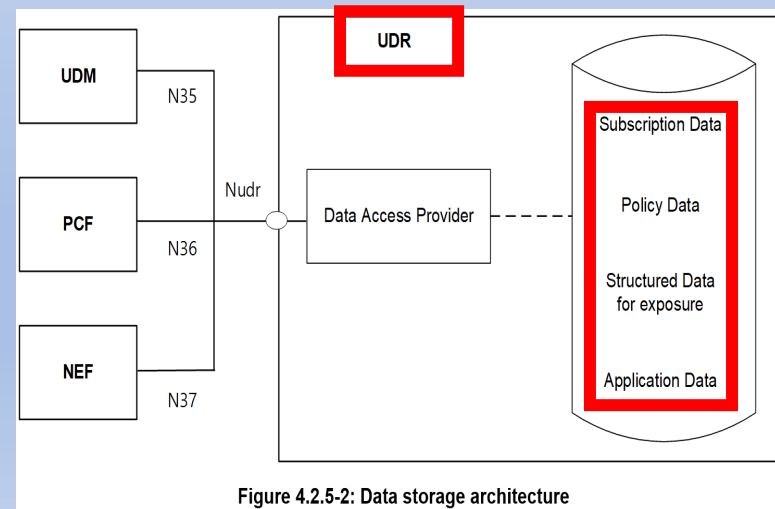 UDM
N35
PCF
N36
NEF
N37
Nudr
UDR
Data Access Provider
Subscription Data
Policy Data
Structured Data
for exposure
Application Data
Figure 4.2.5-2: Data storage architecture